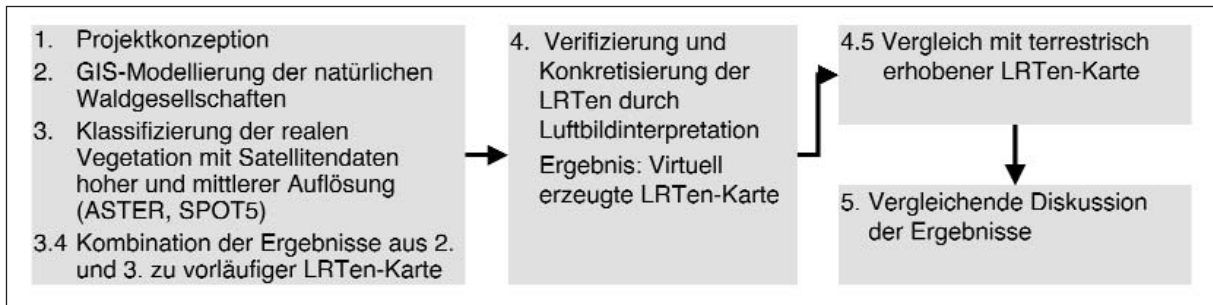 1. Projektkonzeption
2. GIS-Modellierung der natürlichen
Waldgesellschaften
3. Klassifizierung der realen
Vegetation mit Satellitendaten
hoher und mittlerer Auflösung
(ASTER, SPOT5)
3.4 Kombination der Ergebnisse aus 2.
und 3. zu vorläufiger LRTen-Karte
4. Verifizierung und
Konkretisierung der
LRTen durch
Luftbildinterpretation
Ergebnis: Virtuell
erzeugte LRTen-Karte
4.5 Vergleich mit terrestrisch
erhobener LRTen-Karte
5. Vergleichende Diskussion
der Ergebnisse